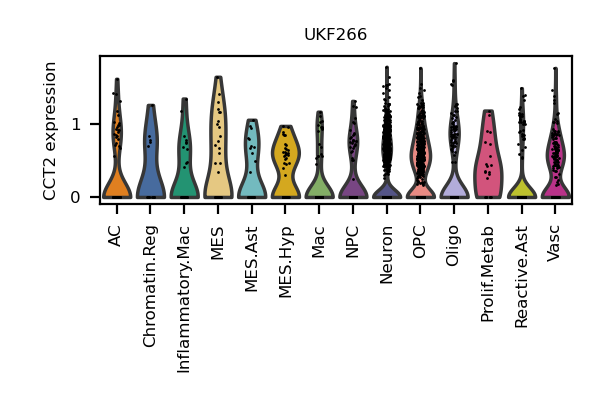 UKF266
CCT2 expression
1
0
AC
Chromatin.Reg
Inflammatory.Mac
MES
MES.Ast
MES.Hyp
Mac
NPC
Neuron
OPC
Oligo
Prolif.Metab
Reactive.Ast
Vasc